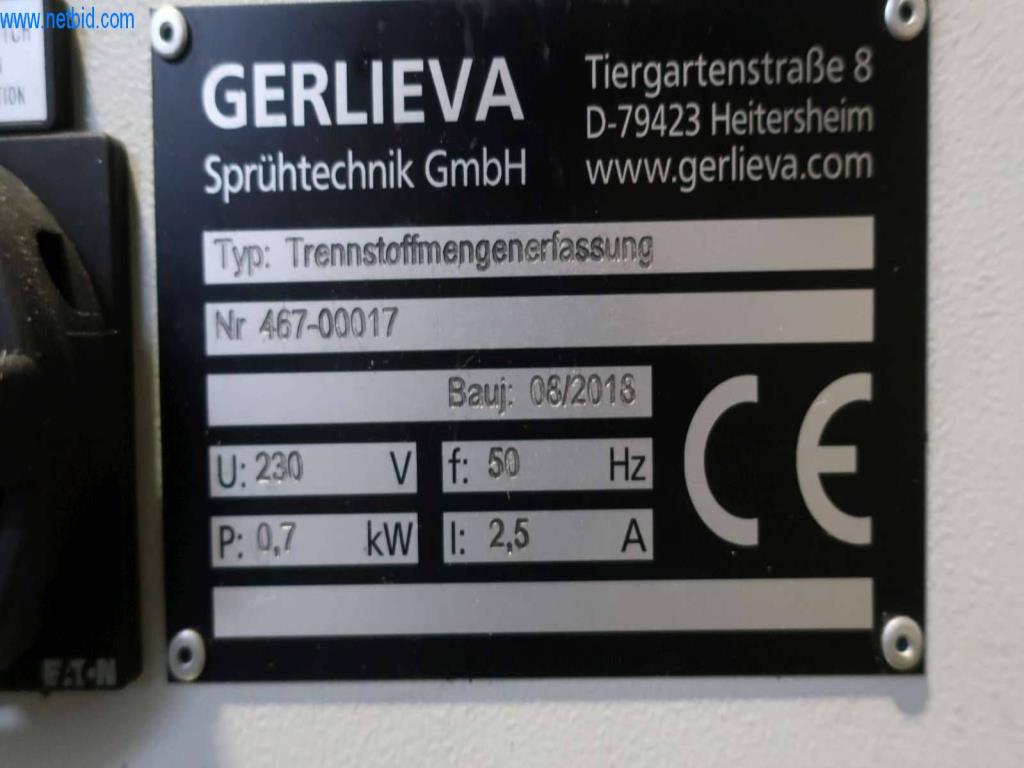 www.netbid.com
TION
GERLIEVA
Sprühtechnik GmbH
Tiergartenstraße 8
D-79423 Heitersheim
www.gerlieva.com
Typ: Trennstoffmengenerfassung
Nr 467-00017
Bauj: 08/2018
U: 230 V f: 50 Hz
P: 0,7 kW I: 2,5 A
CE
EATON